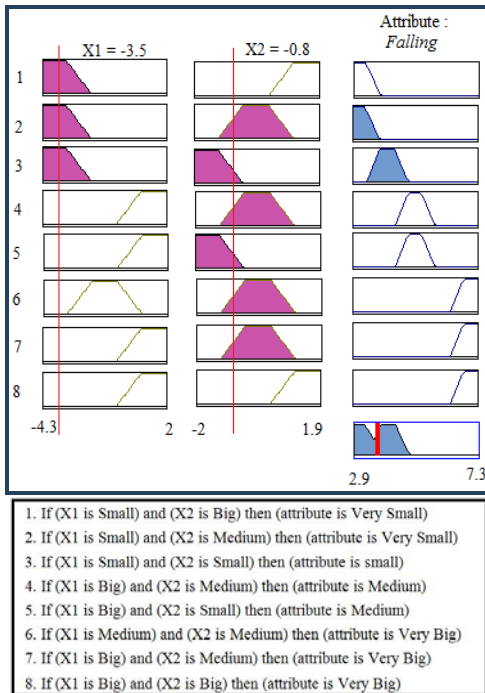 Attribute :
X1 = -3.5 X2 = -0.8 Falling
1
2
3
4
5
6
7
8
-4.3 2 -2 1.9
2.9 7.3
1. If (X1 is Small) and (X2 is Big) then (attribute is Very Small)
2. If (X1 is Small) and (X2 is Medium) then (attribute is Very Small)
3. If (X1 is Small) and (X2 is Small) then (attribute is small)
4. If (X1 is Big) and (X2 is Medium) then (attribute is Medium)
5. If (X1 is Big) and (X2 is Small) then (attribute is Medium)
6. If (X1 is Medium) and (X2 is Medium) then (attribute is Very Big)
7. If (X1 is Big) and (X2 is Medium) then (attribute is Very Big)
8. If (X1 is Big) and (X2 is Big) then (attribute is Very Big)